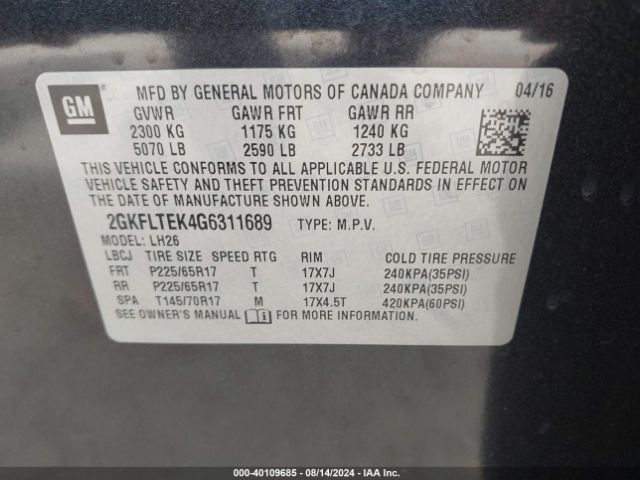 GM
MFD BY GENERAL MOTORS OF CANADA COMPANY 04/16
GVWR GAWR FRT GAWR RR
2300 KG 1175 KG 1240 KG
5070 LB 2590 LB 2733 LB
THIS VEHICLE CONFORMS TO ALL APPLICABLE U.S. FEDERAL MOTOR
VEHICLE SAFETY AND THEFT PREVENTION STANDARDS IN EFFECT ON
THE DATE OF MANUFACTURE SHOWN ABOVE.
2GKFLTEK4G6311689 TYPE: M.P.V.
MODEL: LH26
LBCJ TIRE SIZE SPEED RTG RIM COLD TIRE PRESSURE
FRT P225/65R17 T 17X7J 240KPA(35PSI)
RR P225/65R17 T 17X7J 240KPA(35PSI)
SPA T145/70R17 M 17X4.5T 420KPA(60PSI)
SEE OWNER'S MANUAL FOR MORE INFORMATION.
000-40109685 - 08/14/2024 - IAA Corp.